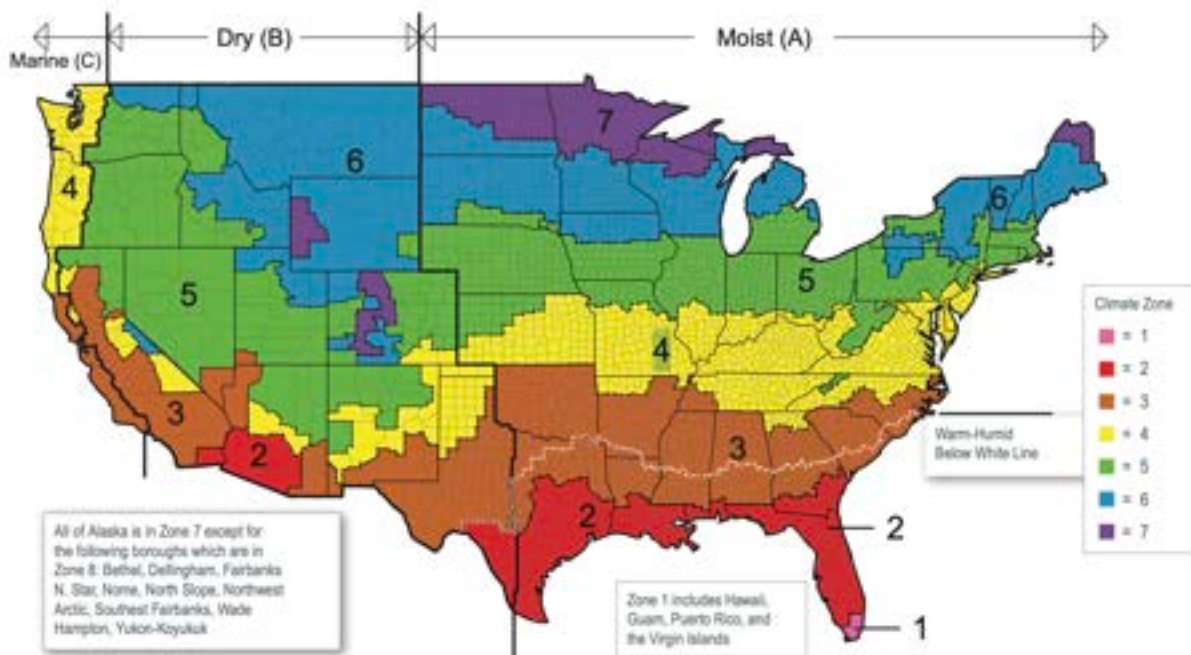 Marine (C)
Dry (B)
Moist (A)
7
6
4
6
5
5
4
3
3
2
2
2
1
Climate Zone
= 1
= 2
= 3
= 4
= 5
= 6
= 7
Warm-Humid
Below White Line
All of Alaska is in Zone 7 except for
the following boroughs which are in
Zone 8: Bethel, Dellingham, Fairbanks
N. Star, Nome, North Slope, Northwest
Arctic, Southest Fairbanks, Wade
Hampton, Yukon-Koyukuk
Zone 1 includes Hawaii,
Guam, Puerto Rico, and
the Virgin Islands